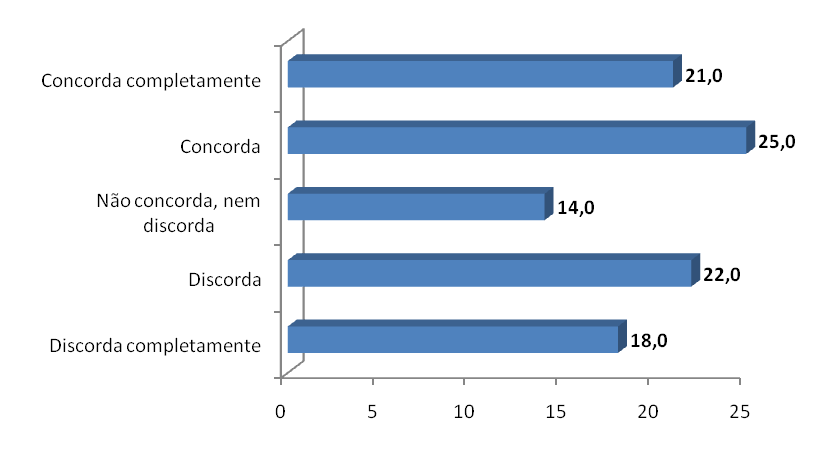 Concorda completamente
21,0
Concorda
25,0
Não concorda, nem
discorda
14,0
Discorda
22,0
Discorda completamente
18,0
0 5 10 15 20 25